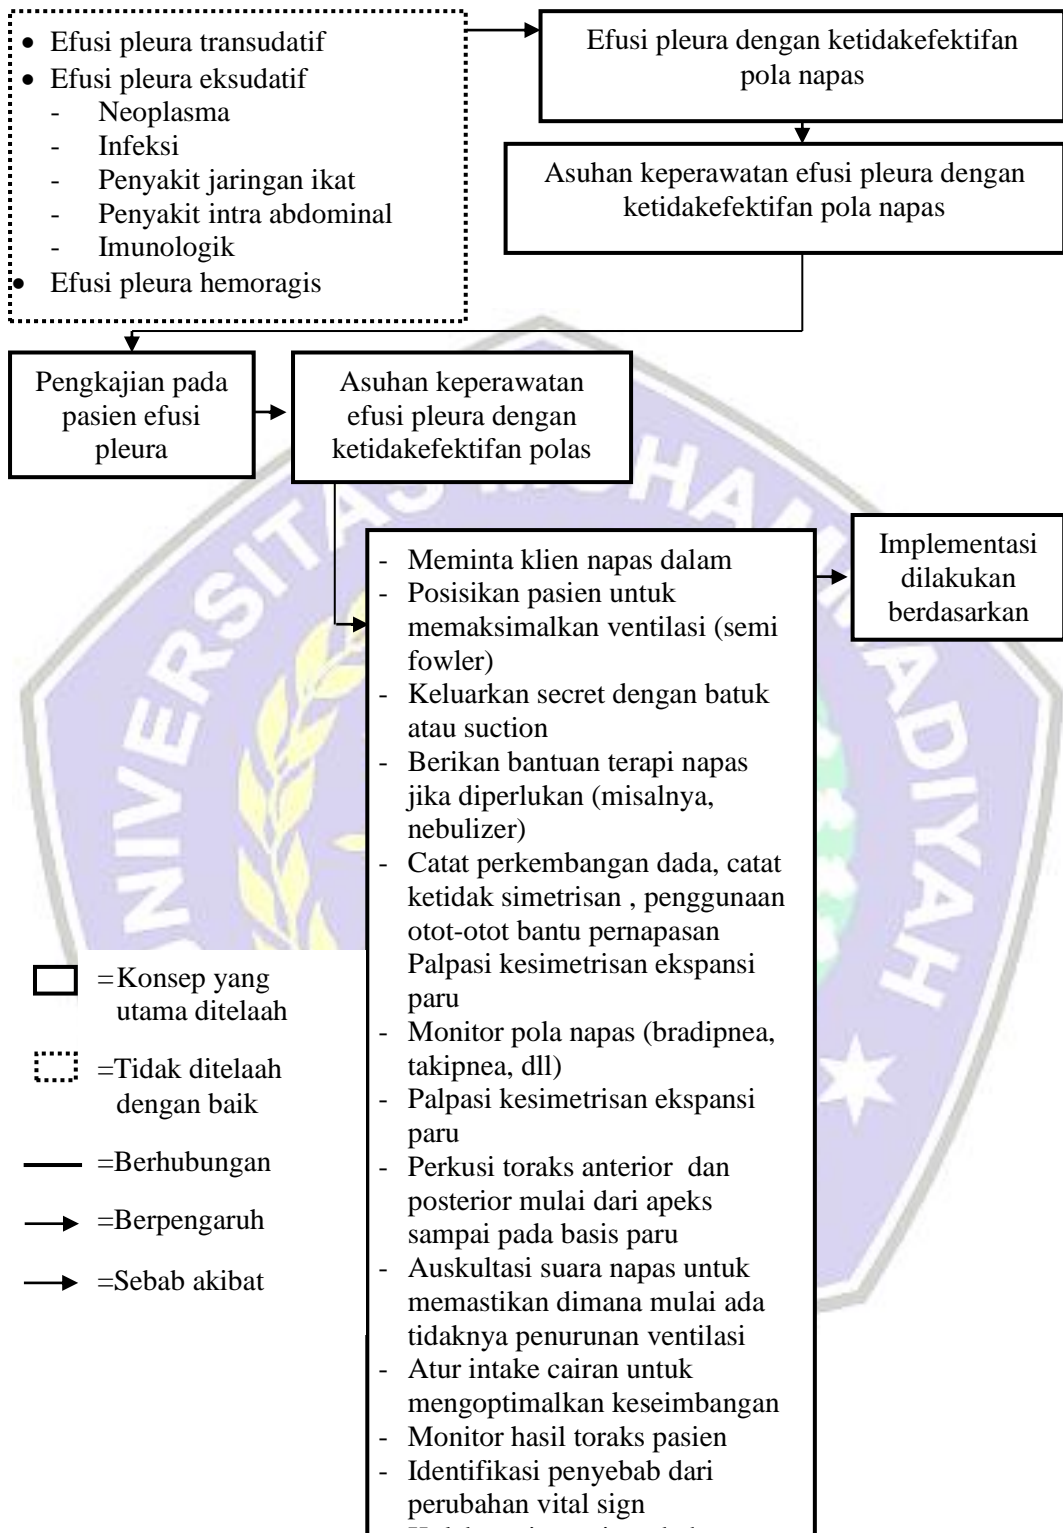 • Efusi pleura transudatif
• Efusi pleura eksudatif
- Neoplasma
- Infeksi
- Penyakit jaringan ikat
- Penyakit intra abdominal
- Imunologik
• Efusi pleura hemoragis
Efusi pleura dengan ketidakefektifan
pola napas
Asuhan keperawatan efusi pleura dengan
ketidakefektifan pola napas
Pengkajian pada
pasien efusi
pleura
Asuhan keperawatan
efusi pleura dengan
ketidakefektifan polas
- Meminta klien napas dalam
- Posisikan pasien untuk
memaksimalkan ventilasi (semi
fowler)
- Keluarkan secret dengan batuk
atau suction
- Berikan bantuan terapi napas
jika diperlukan (misalnya,
nebulizer)
- Catat perkembangan dada, catat
ketidak simetrisan , penggunaan
otot-otot bantu pernapasan
Palpasi kesimetrisan ekspansi
paru
- Monitor pola napas (bradipnea,
takipnea, dll)
- Palpasi kesimetrisan ekspansi
paru
- Perkusi toraks anterior dan
posterior mulai dari apeks
sampai pada basis paru
- Auskultasi suara napas untuk
memastikan dimana mulai ada
tidaknya penurunan ventilasi
- Atur intake cairan untuk
mengoptimalkan keseimbangan
- Monitor hasil toraks pasien
- Identifikasi penyebab dari
perubahan vital sign
Implementasi
dilakukan
berdasarkan
=Konsep yang
utama ditelaah
=Tidak ditelaah
dengan baik
=Berhubungan
=Berpengaruh
=Sebab akibat
UNIVERSITAS MUHAMMADIYAH